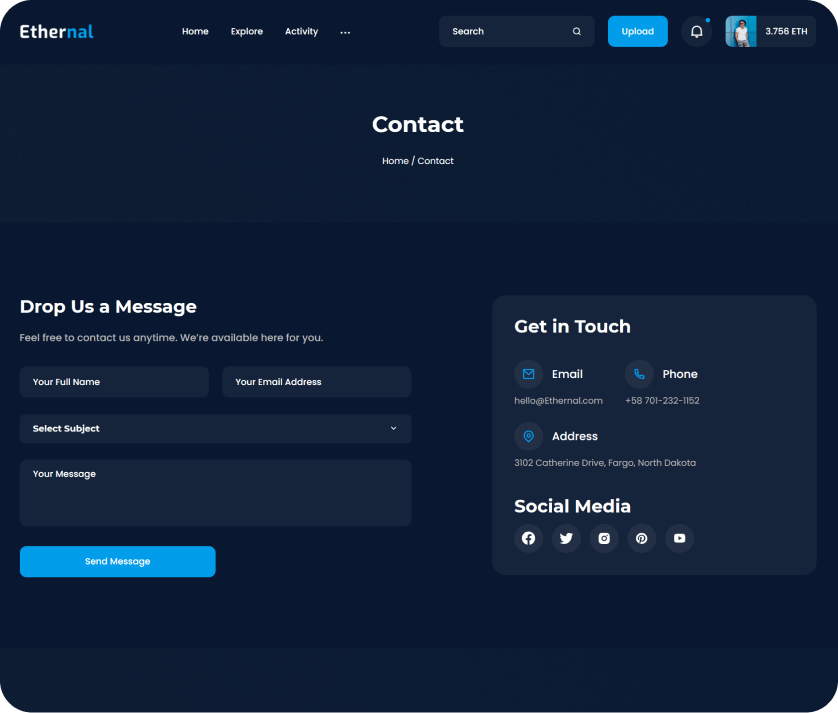 Ethernal
Home Explore Activity ...
Search
Upload
3.756 ETH
Contact
Home / Contact
Drop Us a Message
Feel free to contact us anytime. We're available here for you.
Your Full Name
Your Email Address
Select Subject
Your Message
Send Message
Get in Touch
Email
hello@Ethernal.com
Phone
+58 701-232-1152
Address
3102 Catherine Drive, Fargo, North Dakota
Social Media